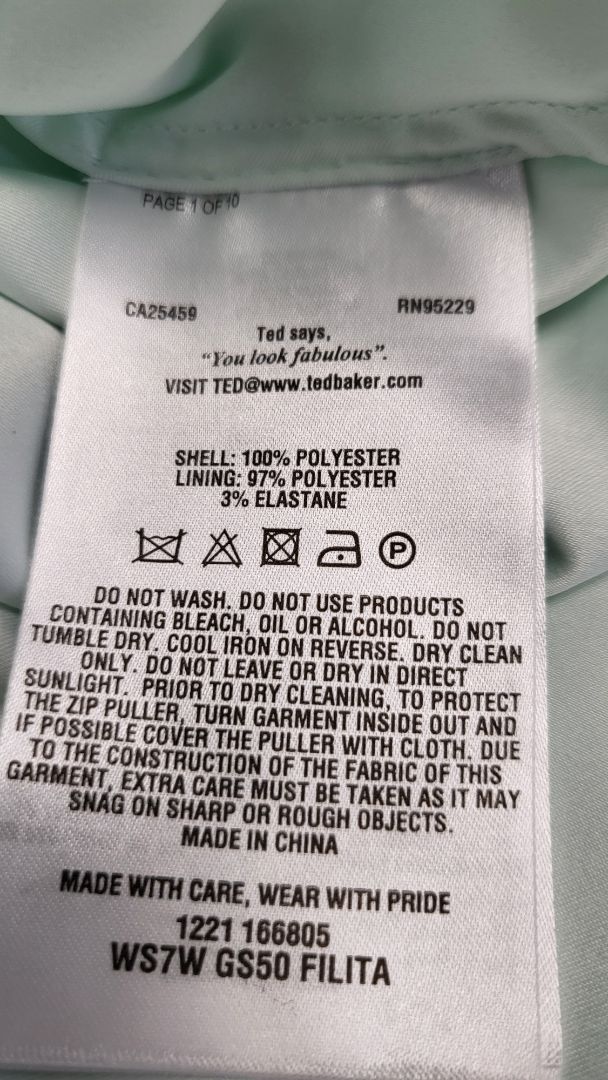 PAGE 1 OF 10
CA25459 RN95229
Ted says,
"You look fabulous".
VISIT TED@www.tedbaker.com
SHELL: 100% POLYESTER
LINING: 97% POLYESTER
3% ELASTANE
P
DO NOT WASH. DO NOT USE PRODUCTS
CONTAINING BLEACH, OIL OR ALCOHOL. DO NOT
TUMBLE DRY. COOL IRON ON REVERSE. DRY CLEAN
ONLY. DO NOT LEAVE OR DRY IN DIRECT
SUNLIGHT. PRIOR TO DRY CLEANING, TO PROTECT
THE ZIP PULLER, TURN GARMENT INSIDE OUT AND
IF POSSIBLE COVER THE PULLER WITH CLOTH. DUE
TO THE CONSTRUCTION OF THE FABRIC OF THIS
GARMENT, EXTRA CARE MUST BE TAKEN AS IT MAY
SNAG ON SHARP OR ROUGH OBJECTS.
MADE IN CHINA
MADE WITH CARE, WEAR WITH PRIDE
1221 166805
WS7W GS50 FILITA